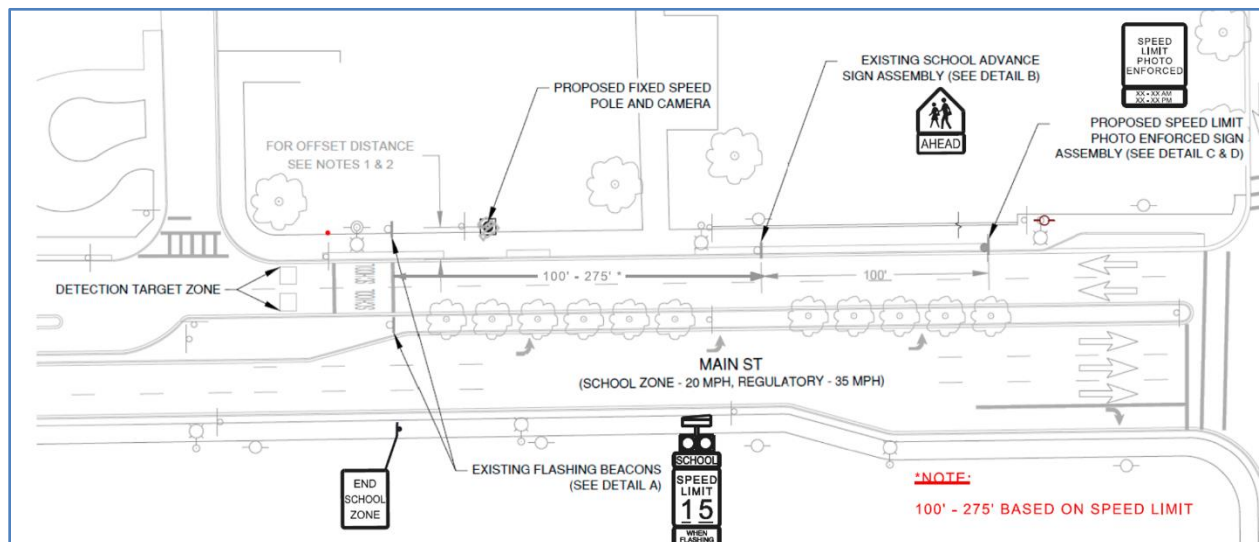 SPEED
LIMIT
PHOTO
ENFORCED
XX - XX AM
XX - XX PM
EXISTING SCHOOL ADVANCE
SIGN ASSEMBLY (SEE DETAIL B)
AHEAD
PROPOSED FIXED SPEED
POLE AND CAMERA
PROPOSED SPEED LIMIT
PHOTO ENFORCED SIGN
ASSEMBLY (SEE DETAIL C & D)
FOR OFFSET DISTANCE
SEE NOTES 1 & 2
100' - 275' *
100'
DETECTION TARGET ZONE
SCHOOL SCHOOL
MAIN ST
(SCHOOL ZONE - 20 MPH, REGULATORY - 35 MPH)
EXISTING FLASHING BEACONS
(SEE DETAIL A)
END
SCHOOL
ZONE
SCHOOL
SPEED
LIMIT
15
WHEN
FLASHING
*NOTE:
100' - 275' BASED ON SPEED LIMIT